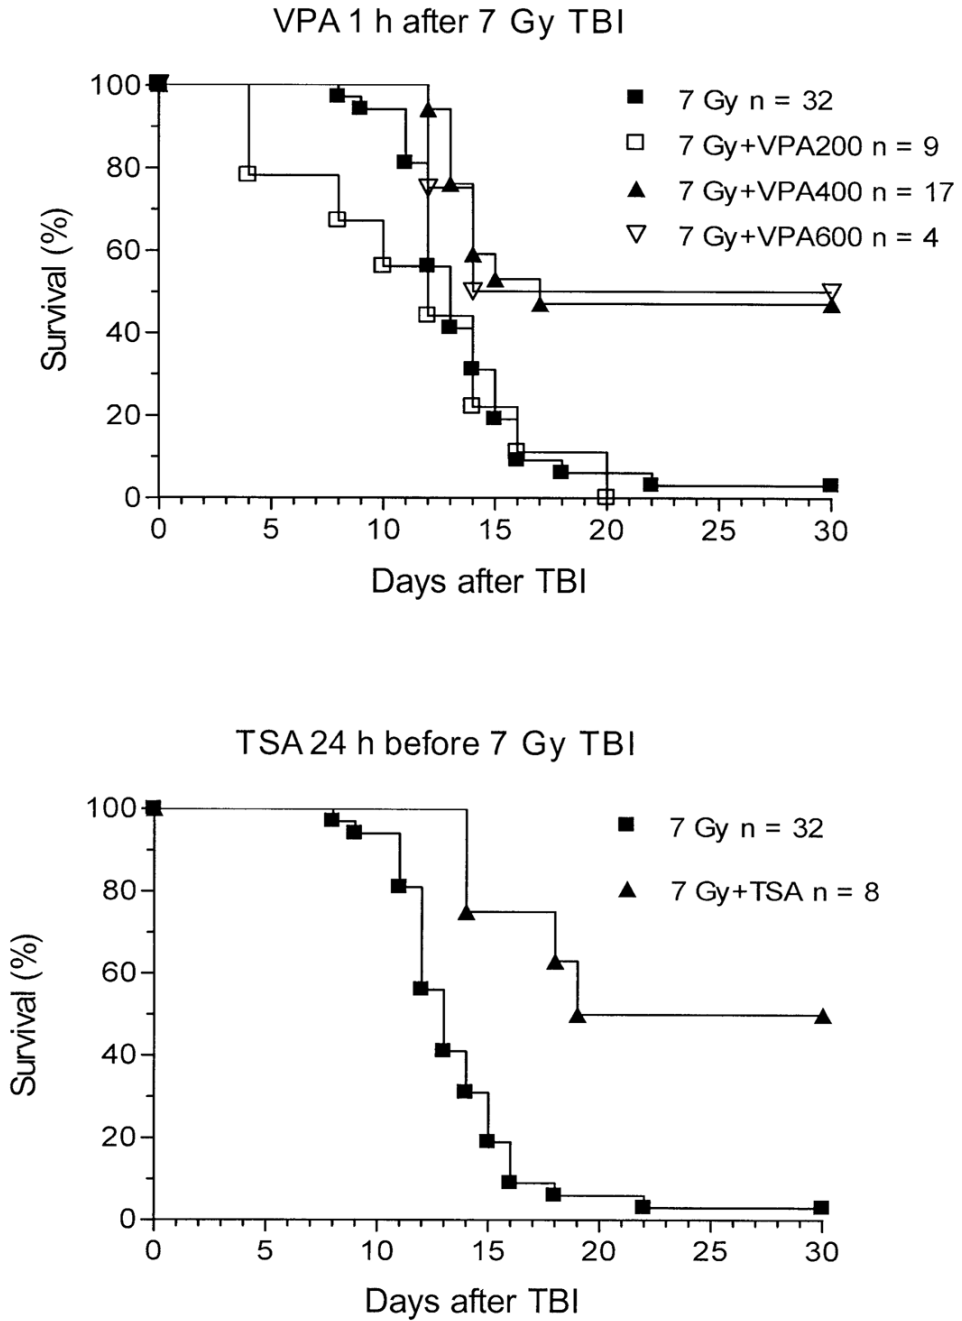 VPA 1 h after 7 Gy TBI
100
80
60
40
20
0
Survival (%)
7 Gy n = 32
7 Gy+VPA200 n = 9
7 Gy+VPA400 n = 17
7 Gy+VPA600 n = 4
0 5 10 15 20 25 30
Days after TBI
TSA 24 h before 7 Gy TBI
100
80
60
40
20
0
Survival (%)
7 Gy n = 32
7 Gy+TSA n = 8
0 5 10 15 20 25 30
Days after TBI